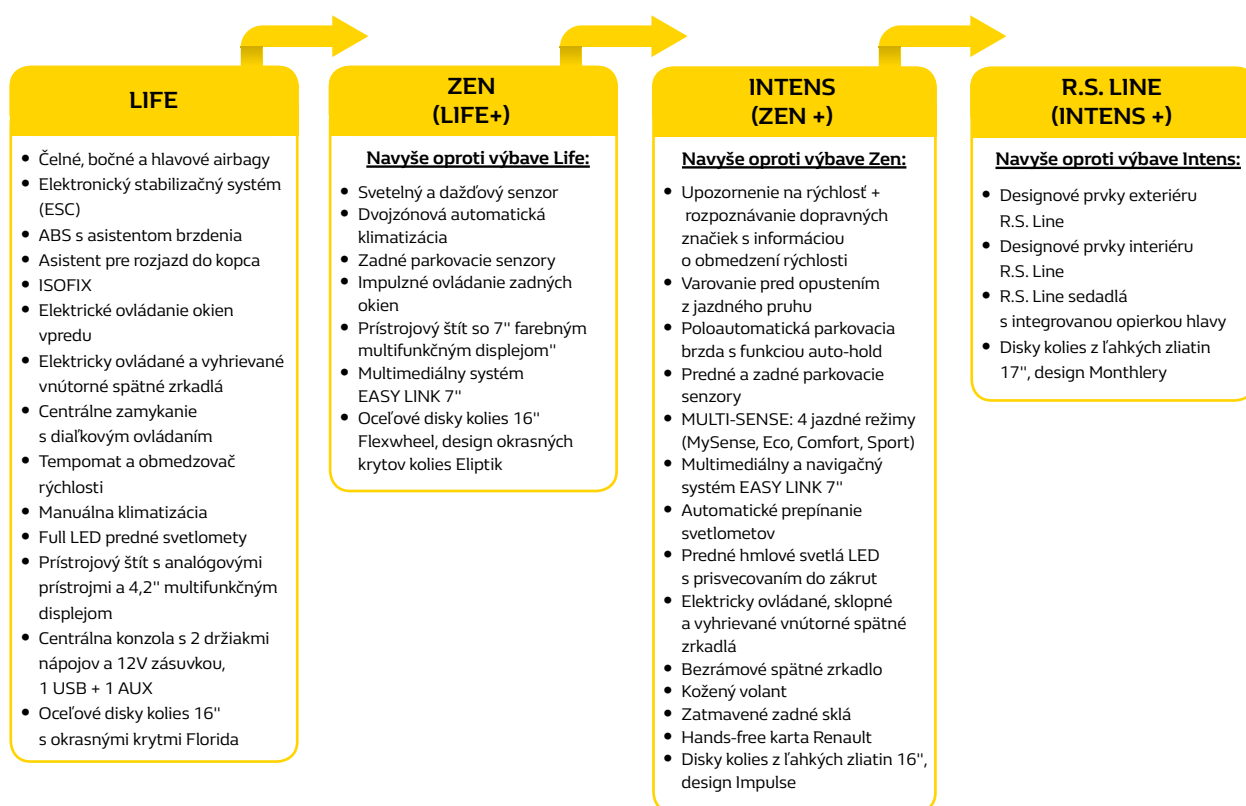 LIFE
• Čelné, bočné a hlavové airbagy
• Elektronický stabilizačný systém
(ESC)
• ABS s asistentom brzdenia
• Asistent pre rozjazd do kopca
• ISOFIX
• Elektrické ovládanie okien
vpredu
• Elektricky ovládané a vyhrievané
vnútorné spätné zrkadlá
• Centrálne zamykanie
s diaľkovým ovládaním
• Tempomat a obmedzovač
rýchlosti
• Manuálna klimatizácia
• Full LED predné svetlomety
• Prístrojový štít s analógovými
prístrojmi a 4,2" multifunkčným
displejom
• Centrálna konzola s 2 držiakmi
nápojov a 12V zásuvkou,
1 USB + 1 AUX
• Oceľové disky kolies 16"
s okrasnými krytmi Florida
ZEN
(LIFE+)
Navyše oproti výbave Life:
• Svetelný a dažďový senzor
• Dvojzónová automatická
klimatizácia
• Zadné parkovacie senzory
• Impulzné ovládanie zadných
okien
• Prístrojový štít so 7" farebným
multifunkčným displejom"
• Multimediálny systém
EASY LINK 7"
• Oceľové disky kolies 16"
Flexwheel, design okrasných
krytov kolies Eliptik
INTENS
(ZEN +)
Navyše oproti výbave Zen:
• Upozornenie na rýchlosť +
rozpoznávanie dopravných
značiek s informáciou
o obmedzení rýchlosti
• Varovanie pred opustením
z jazdného pruhu
• Poloautomatická parkovacia
brzda s funkciou auto-hold
• Predné a zadné parkovacie
senzory
• MULTI-SENSE: 4 jazdné režimy
(MySense, Eco, Comfort, Sport)
• Multimediálny a navigačný
systém EASY LINK 7"
• Automatické prepínanie
svetlometov
• Predné hmlové svetlá LED
s prisvecovaním do zákrut
• Elektricky ovládané, sklopné
a vyhrievané vnútorné spätné
zrkadlá
• Bezrámové spätné zrkadlo
• Kožený volant
• Zatmavené zadné sklá
• Hands-free karta Renault
• Disky kolies z ľahkých zliatin 16",
design Impulse
R.S. LINE
(INTENS +)
Navyše oproti výbave Intens:
• Designové prvky exteriéru
R.S. Line
• Designové prvky interiéru
R.S. Line
• R.S. Line sedadlá
s integrovanou opierkou hlavy
• Disky kolies z ľahkých zliatin
17", design Monthlery